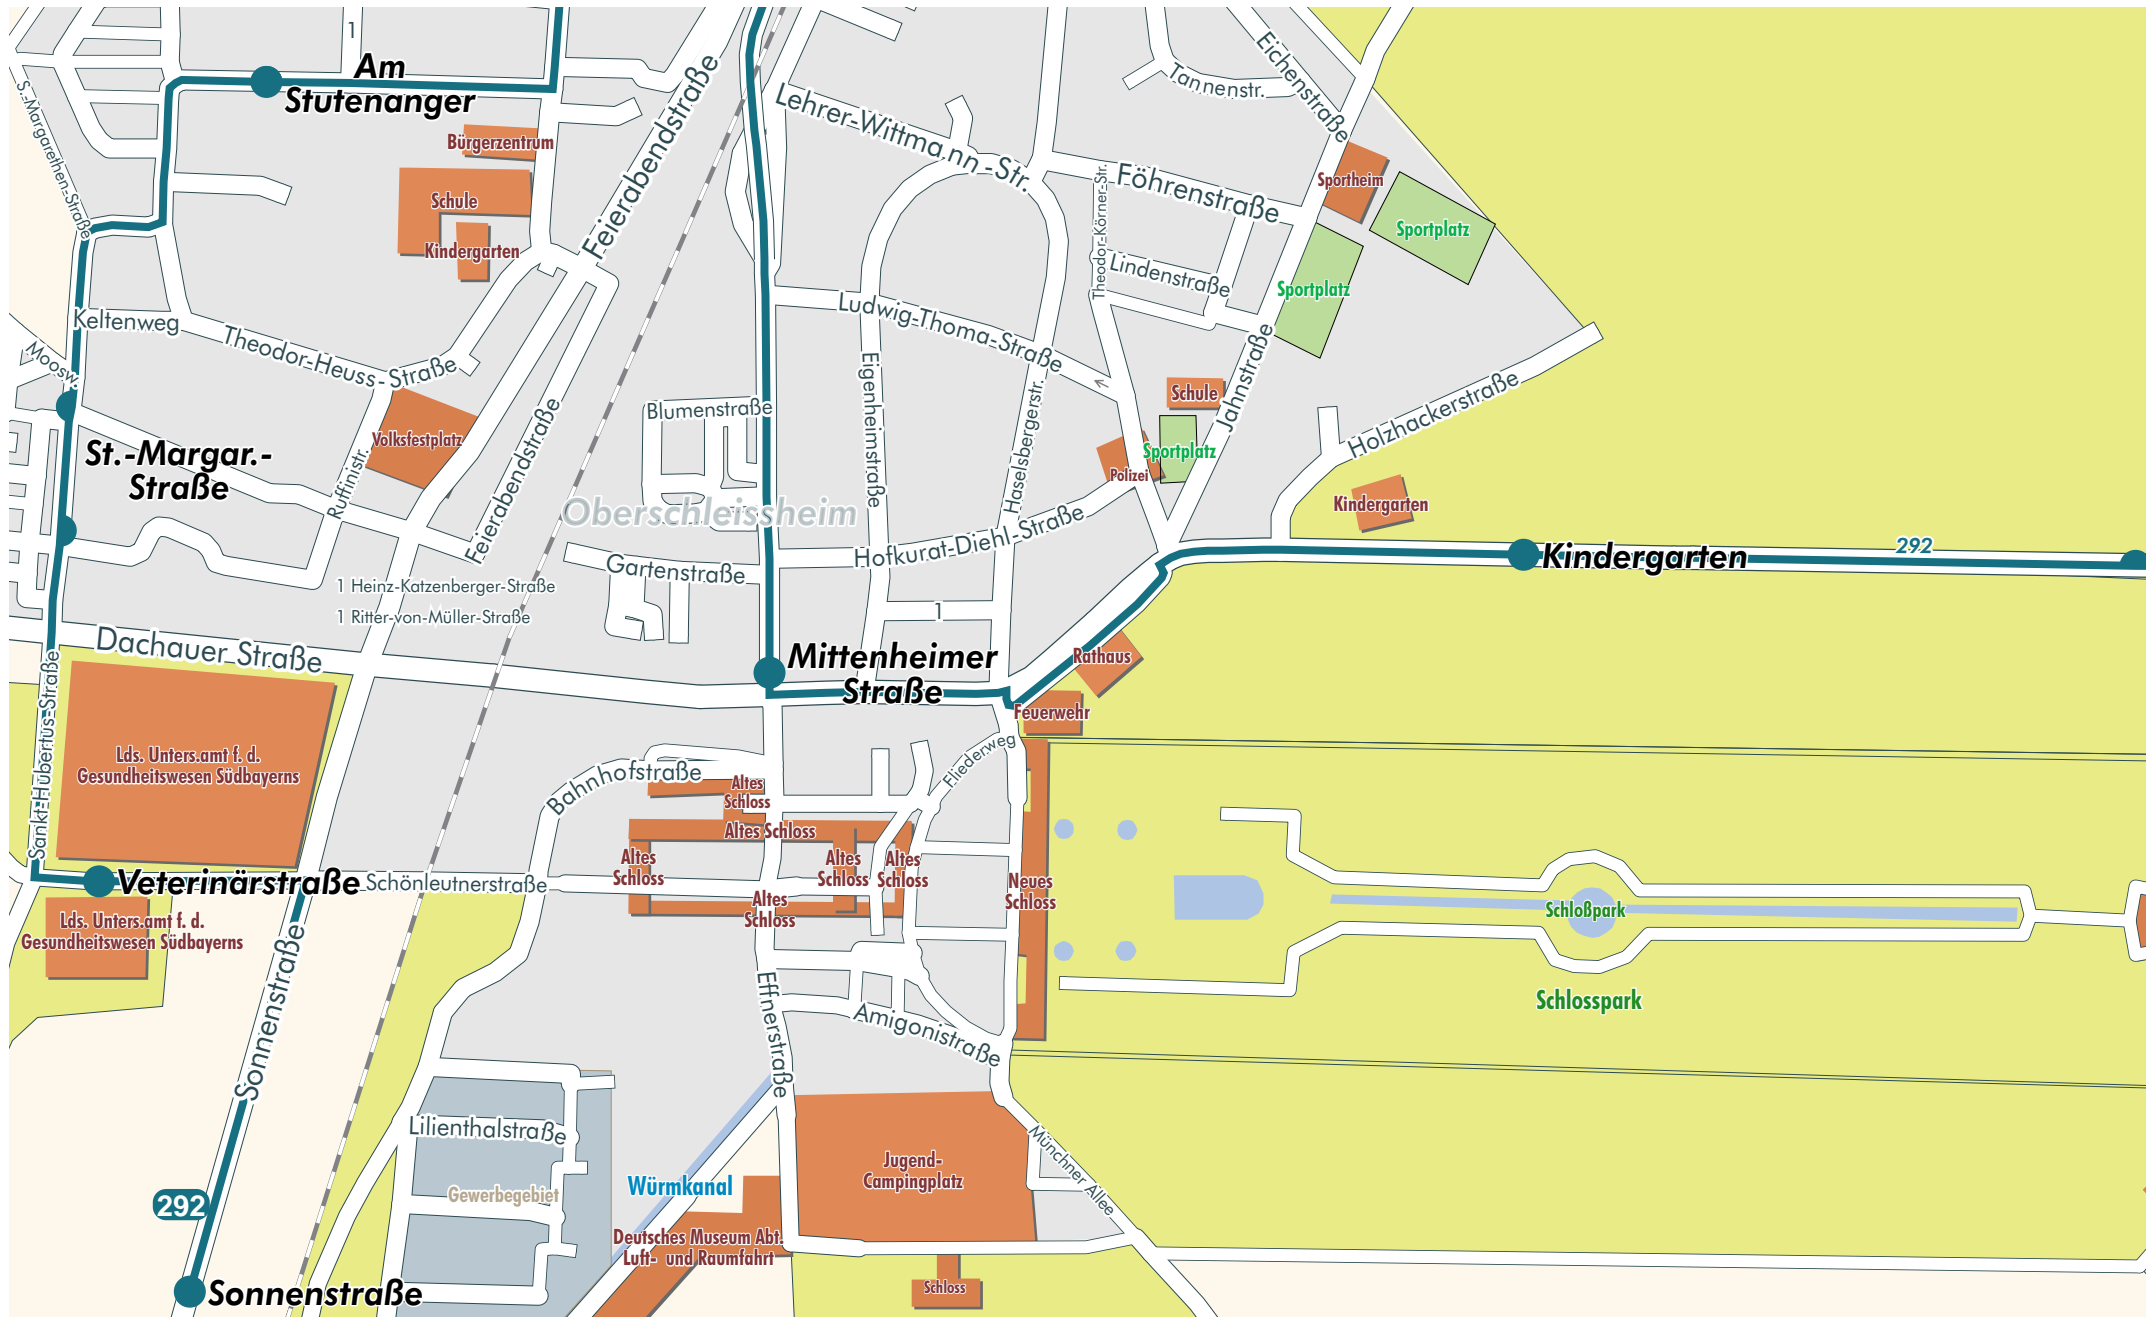 1
Am
Stutenanger
S.-Margarethen-Straße
Bürgerzentrum
Schule
Kindergarten
Feierabendstraße
Lehrer-Wittmann-Str.
Eichenstraße
Tannenstr.
Föhrenstraße
Theodor-Körner-Str.
Sportheim
Sportplatz
Sportplatz
Lindenstraße
Keltenweg
Theodor-Heuss-Straße
Moosw.
Ludwig-Thoma-Straße
Eigenheimstraße
Haselsbergerstr.
Jahnstraße
Schule
Sportplatz
Polizei
Holzhackerstraße
Kindergarten
Volksfestplatz
Ruffinistr.
Feierabendstraße
Blumenstraße
St.-Margar.-
Straße
Oberschleissheim
Hofkurat-Diehl-Straße
Gartenstraße
Kindergarten
292
1 Heinz-Katzenberger-Straße
1 Ritter-von-Müller-Straße
1
Dachauer Straße
Mittenheimer
Straße
Rathaus
Feuerwehr
Sankt-Hubertus-Straße
Lds. Unters.amt f. d.
Gesundheitswesen Südbayerns
Bahnhofstraße
Fliederweg
Altes
Schloss
Altes Schloss
Altes
Schloss
Altes
Schloss
Altes
Schloss
Altes
Schloss
Neues
Schloss
Veterinärstraße
Schönleutnerstraße
Lds. Unters.amt f. d.
Gesundheitswesen Südbayerns
Schloßpark
Schlosspark
Sonnenstraße
Effnerstraße
Amigonistraße
Lilienthalstraße
Gewerbegebiet
Würmkanal
Jugend-
Campingplatz
Münchner Allee
292
Deutsches Museum Abt.
Luft- und Raumfahrt
Schloss
Sonnenstraße